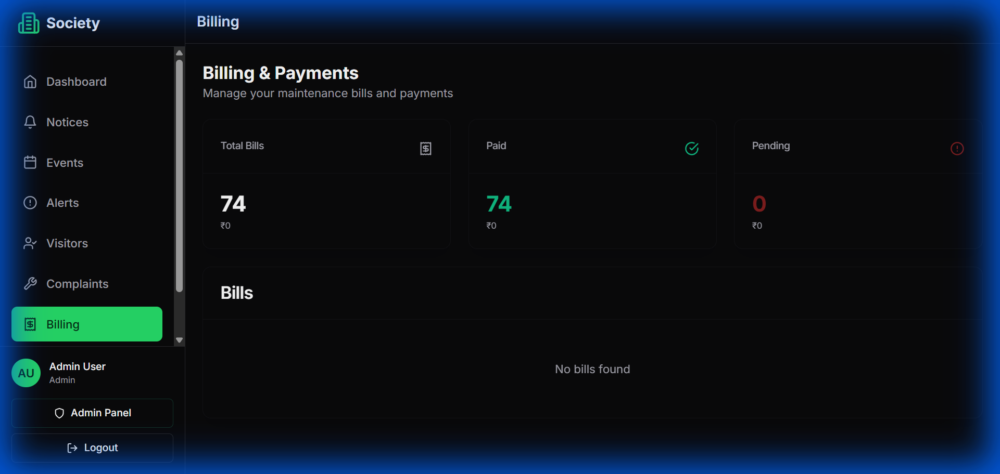 Society
Billing
Dashboard
Notices
Events
Alerts
Visitors
Complaints
Billing
AU
Admin User
Admin
Admin Panel
Logout
Billing & Payments
Manage your maintenance bills and payments
Total Bills
74
₹0
Paid
74
₹0
Pending
0
₹0
Bills
No bills found